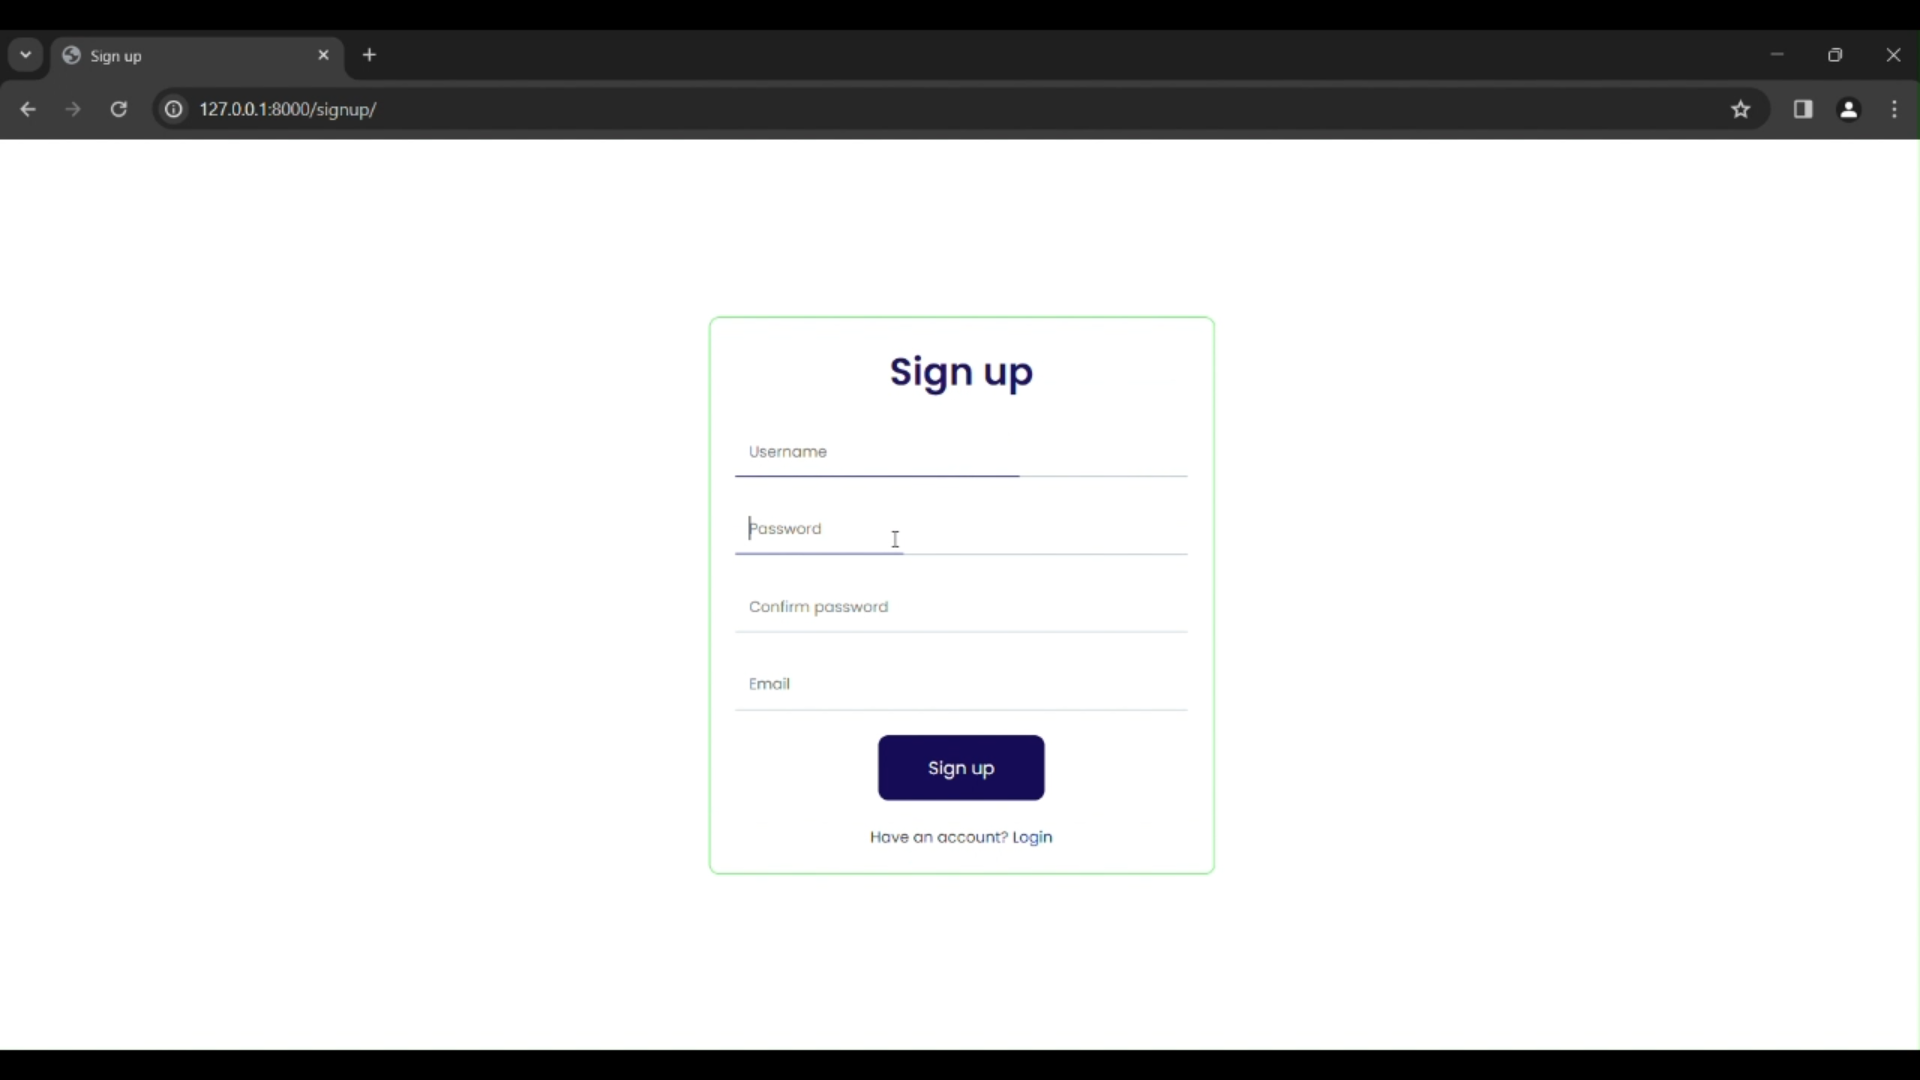 Sign up
127.0.0.1:8000/signup/
Sign up
Username
Password
Confirm password
Email
Sign up
Have an account? Login